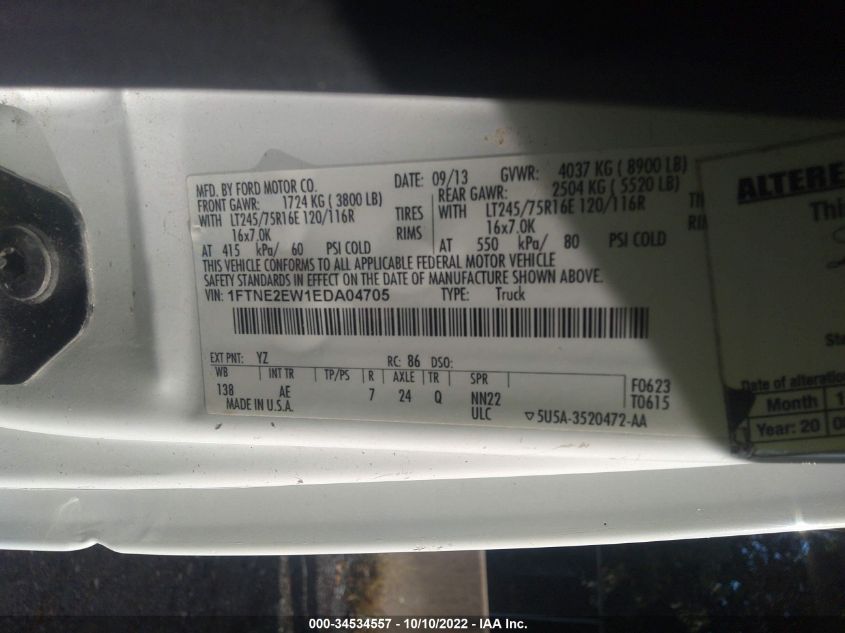 MFD. BY FORD MOTOR CO. DATE: 09/13 GVWR: 4037 KG ( 8900 LB)
FRONT GAWR: 1724 KG ( 3800 LB) REAR GAWR: 2504 KG ( 5520 LB)
WITH LT245/75R16E 120/116R TIRES WITH LT245/75R16E 120/116R
16x7.0K RIMS 16x7.0K
AT 415 kPa/ 60 PSI COLD AT 550 kPa/ 80 PSI COLD
THIS VEHICLE CONFORMS TO ALL APPLICABLE FEDERAL MOTOR VEHICLE
SAFETY STANDARDS IN EFFECT ON THE DATE OF MANUFACTURE SHOWN ABOVE.
VIN: 1FTNE2EW1EDA04705 TYPE: Truck
EXT PNT: YZ RC: 86 DSO:
WB INT TR TP/PS R AXLE TR SPR
138 AE 7 24 Q NN22 F0623
MADE IN U.S.A. ULC T0615
5U5A-3520472-AA
ALTERE
Date of alteration
Month
Year: 20
000-34534557 - 10/10/2022 - IAA Inc.